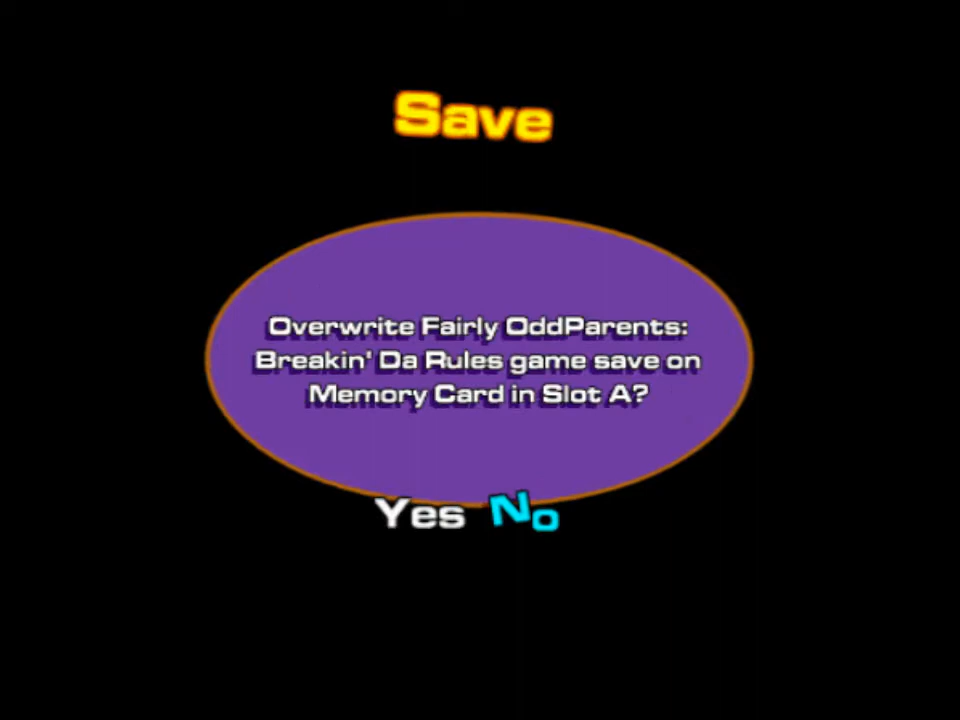 Save
Overwrite Fairly OddParents:
Breakin' Da Rules game save on
Memory Card in Slot A?
Yes No